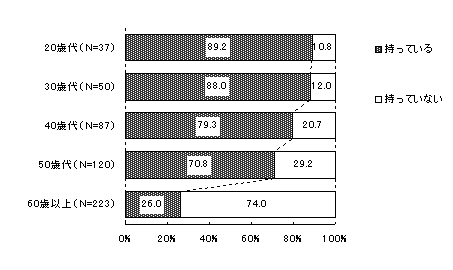 20歳代(N=37) 89.2 10.8
■持っている
30歳代(N=50) 88.0 12.0
□持っていない
40歳代(N=87) 79.3 20.7
50歳代(N=120) 70.8 29.2
60歳以上(N=223) 26.0 74.0
0% 20% 40% 60% 80% 100%